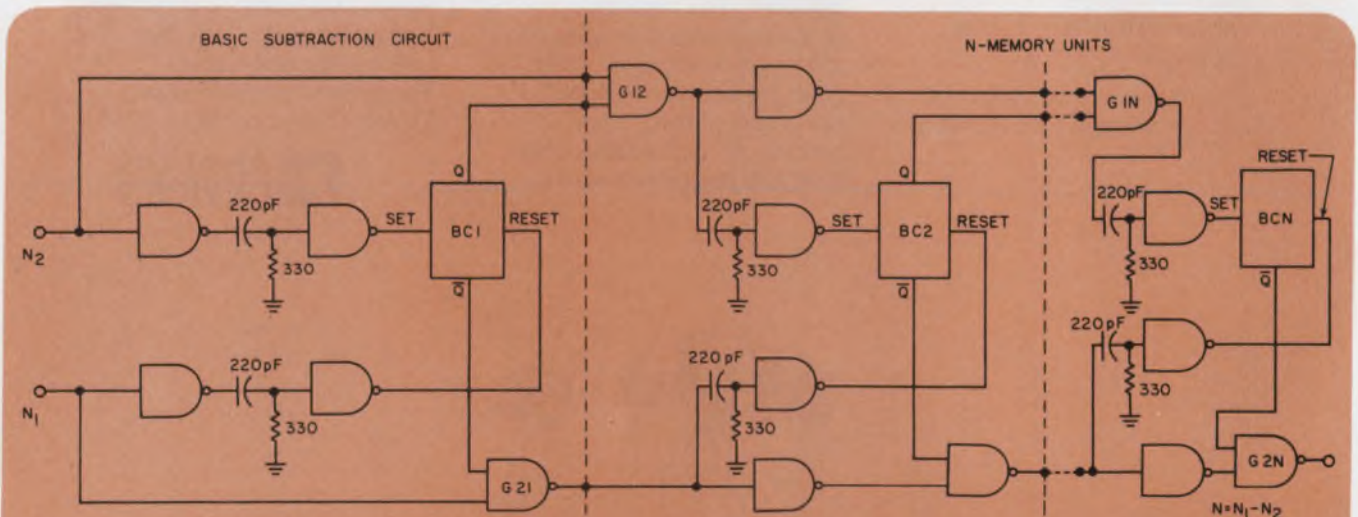 BASIC SUBTRACTION CIRCUIT
N-MEMORY UNITS
G12
G1N
Q
Q
RESET
220pF
SET
BC1
RESET
220pF
SET
BC2
RESET
220pF
SET
BCN
N2
330
Q̅
330
Q̅
330
Q̅
220pF
220pF
220pF
N1
330
330
330
G21
G2N
N=N1-N2